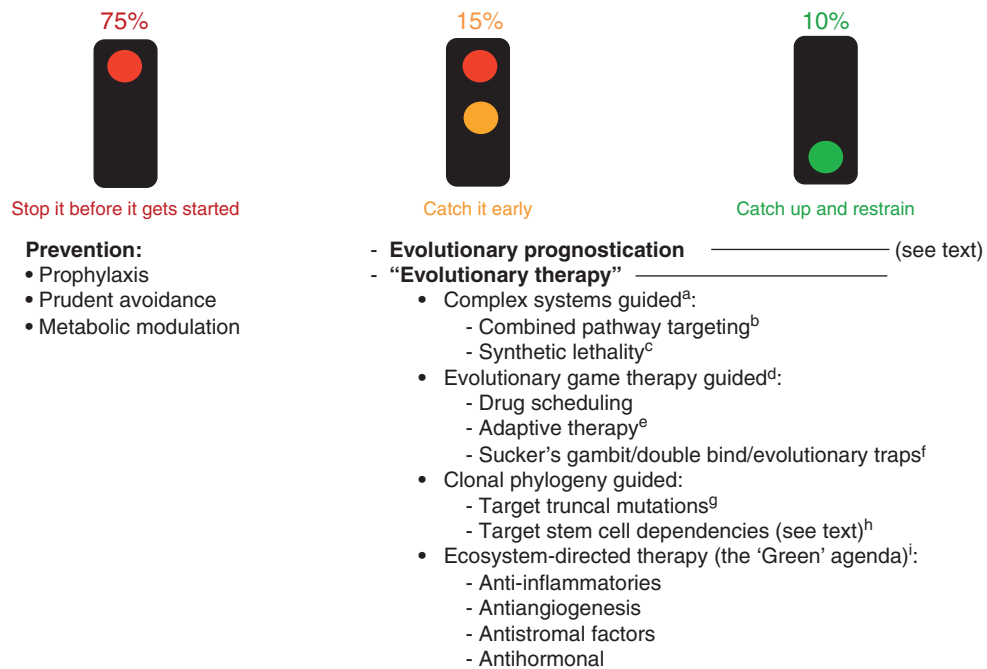 75%
15%
10%
Stop it before it gets started
Catch it early
Catch up and restrain
Prevention:
• Prophylaxis
• Prudent avoidance
• Metabolic modulation
- Evolutionary prognostication (see text)
- “Evolutionary therapy”
• Complex systems guidedᵃ:
- Combined pathway targetingᵇ
- Synthetic lethalityᶜ
• Evolutionary game therapy guidedᵈ:
- Drug scheduling
- Adaptive therapyᵉ
- Sucker’s gambit/double bind/evolutionary trapsᶠ
• Clonal phylogeny guided:
- Target truncal mutationsᵍ
- Target stem cell dependencies (see text)ʰ
• Ecosystem-directed therapy (the ‘Green’ agenda)ⁱ:
- Anti-inflammatories
- Antiangiogenesis
- Antistromal factors
- Antihormonal